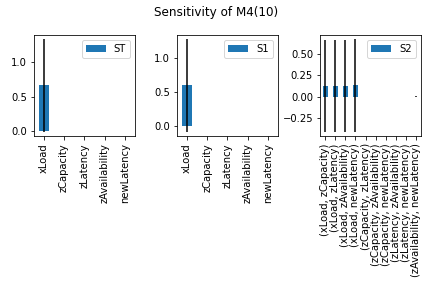 Sensitivity of M4(10)
ST
1.0
0.5
0.0
xLoad
zCapacity
zLatency
zAvailability
newLatency
S1
1.0
0.5
0.0
xLoad
zCapacity
zLatency
zAvailability
newLatency
S2
0.50
0.25
0.00
−0.25
(xLoad, zCapacity)
(xLoad, zLatency)
(xLoad, zAvailability)
(xLoad, newLatency)
(zCapacity, zLatency)
(zCapacity, zAvailability)
(zCapacity, newLatency)
(zLatency, zAvailability)
(zLatency, newLatency)
(zAvailability, newLatency)